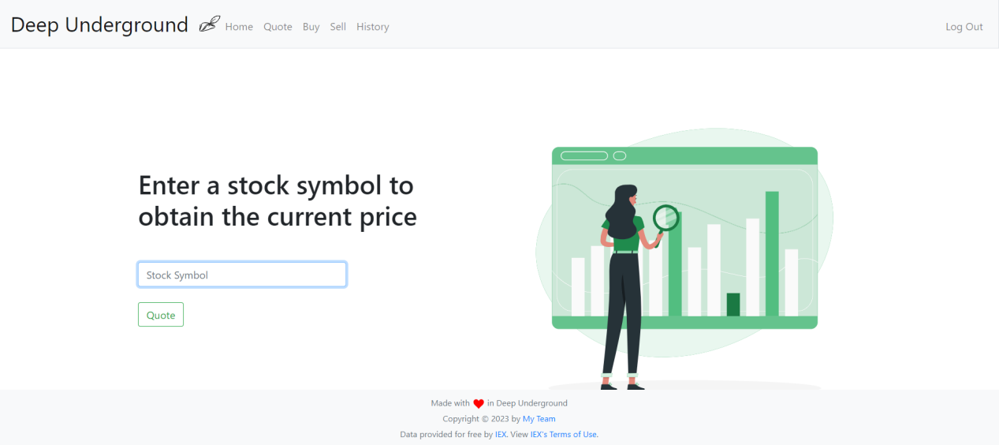 Deep Underground Home Quote Buy Sell History Log Out
Enter a stock symbol to
obtain the current price
Stock Symbol
Quote
Made with in Deep Underground
Copyright © 2023 by My Team
Data provided for free by IEX. View IEX's Terms of Use.